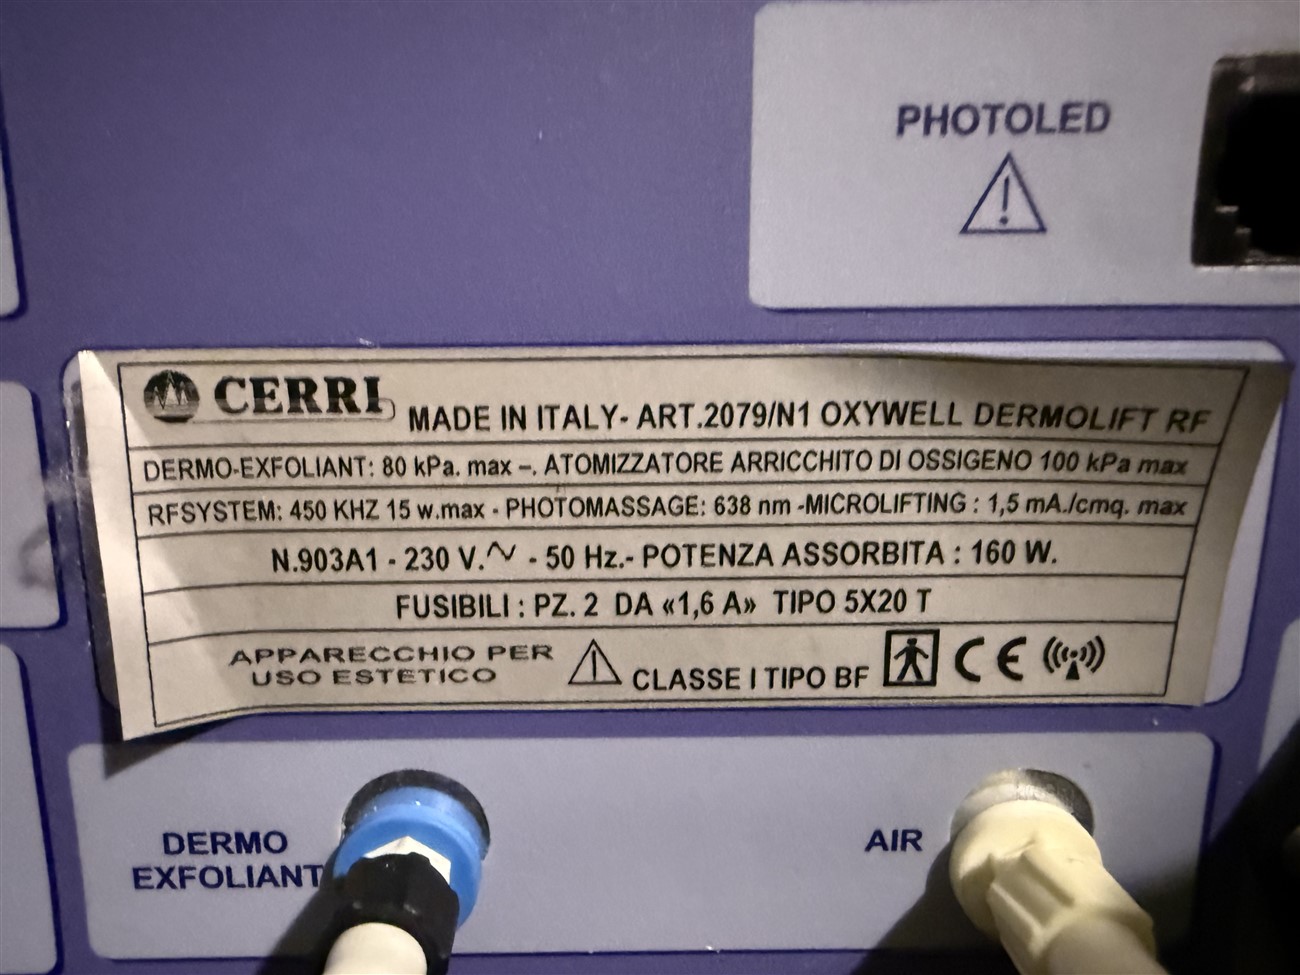 PHOTOLED
CERRI MADE IN ITALY- ART.2079/N1 OXYWELL DERMOLIFT RF
DERMO-EXFOLIANT: 80 kPa. max –. ATOMIZZATORE ARRICCHITO DI OSSIGENO 100 kPa max
RFSYSTEM: 450 KHZ 15 w.max - PHOTOMASSAGE: 638 nm -MICROLIFTING : 1,5 mA./cmq. max
N.903A1 - 230 V.~ - 50 Hz.- POTENZA ASSORBITA : 160 W.
FUSIBILI : PZ. 2 DA «1,6 A» TIPO 5X20 T
APPARECCHIO PER
USO ESTETICO
CLASSE I TIPO BF CE
DERMO
EXFOLIANT
AIR